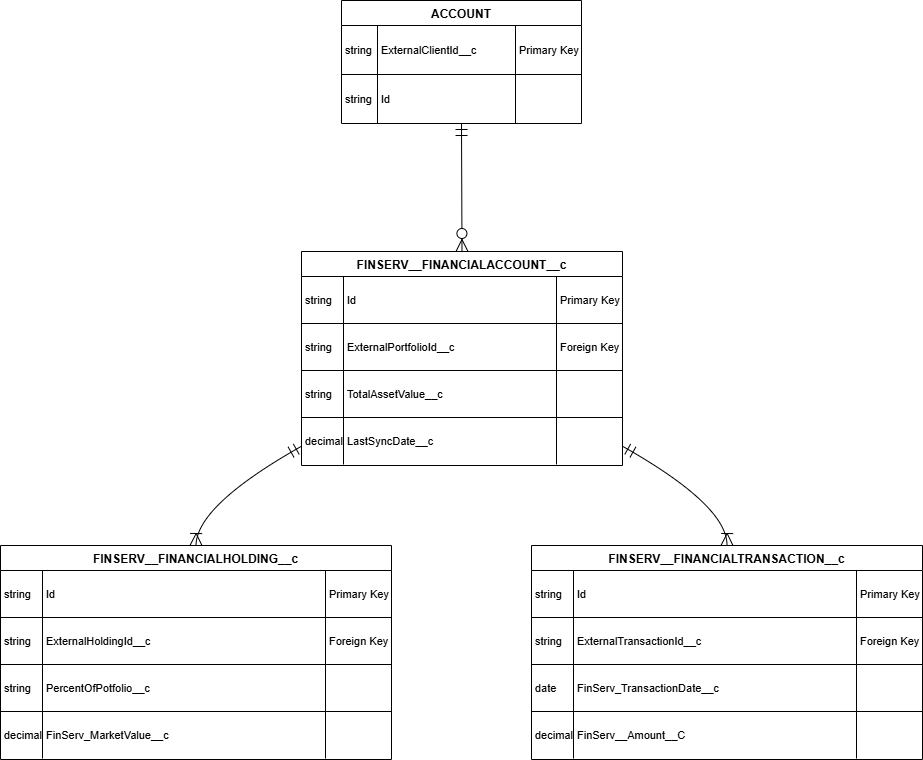 ACCOUNT
string ExternalClientId__c Primary Key
string Id
FINSERV__FINANCIALACCOUNT__c
string Id Primary Key
string ExternalPortfolioId__c Foreign Key
string TotalAssetValue__c
decimal LastSyncDate__c
FINSERV__FINANCIALHOLDING__c
string Id Primary Key
string ExternalHoldingId__c Foreign Key
string PercentOfPotfolio__c
decimal FinServ_MarketValue__c
FINSERV__FINANCIALTRANSACTION__c
string Id Primary Key
string ExternalTransactionId__c Foreign Key
date FinServ_TransactionDate__c
decimal FinServ__Amount__C